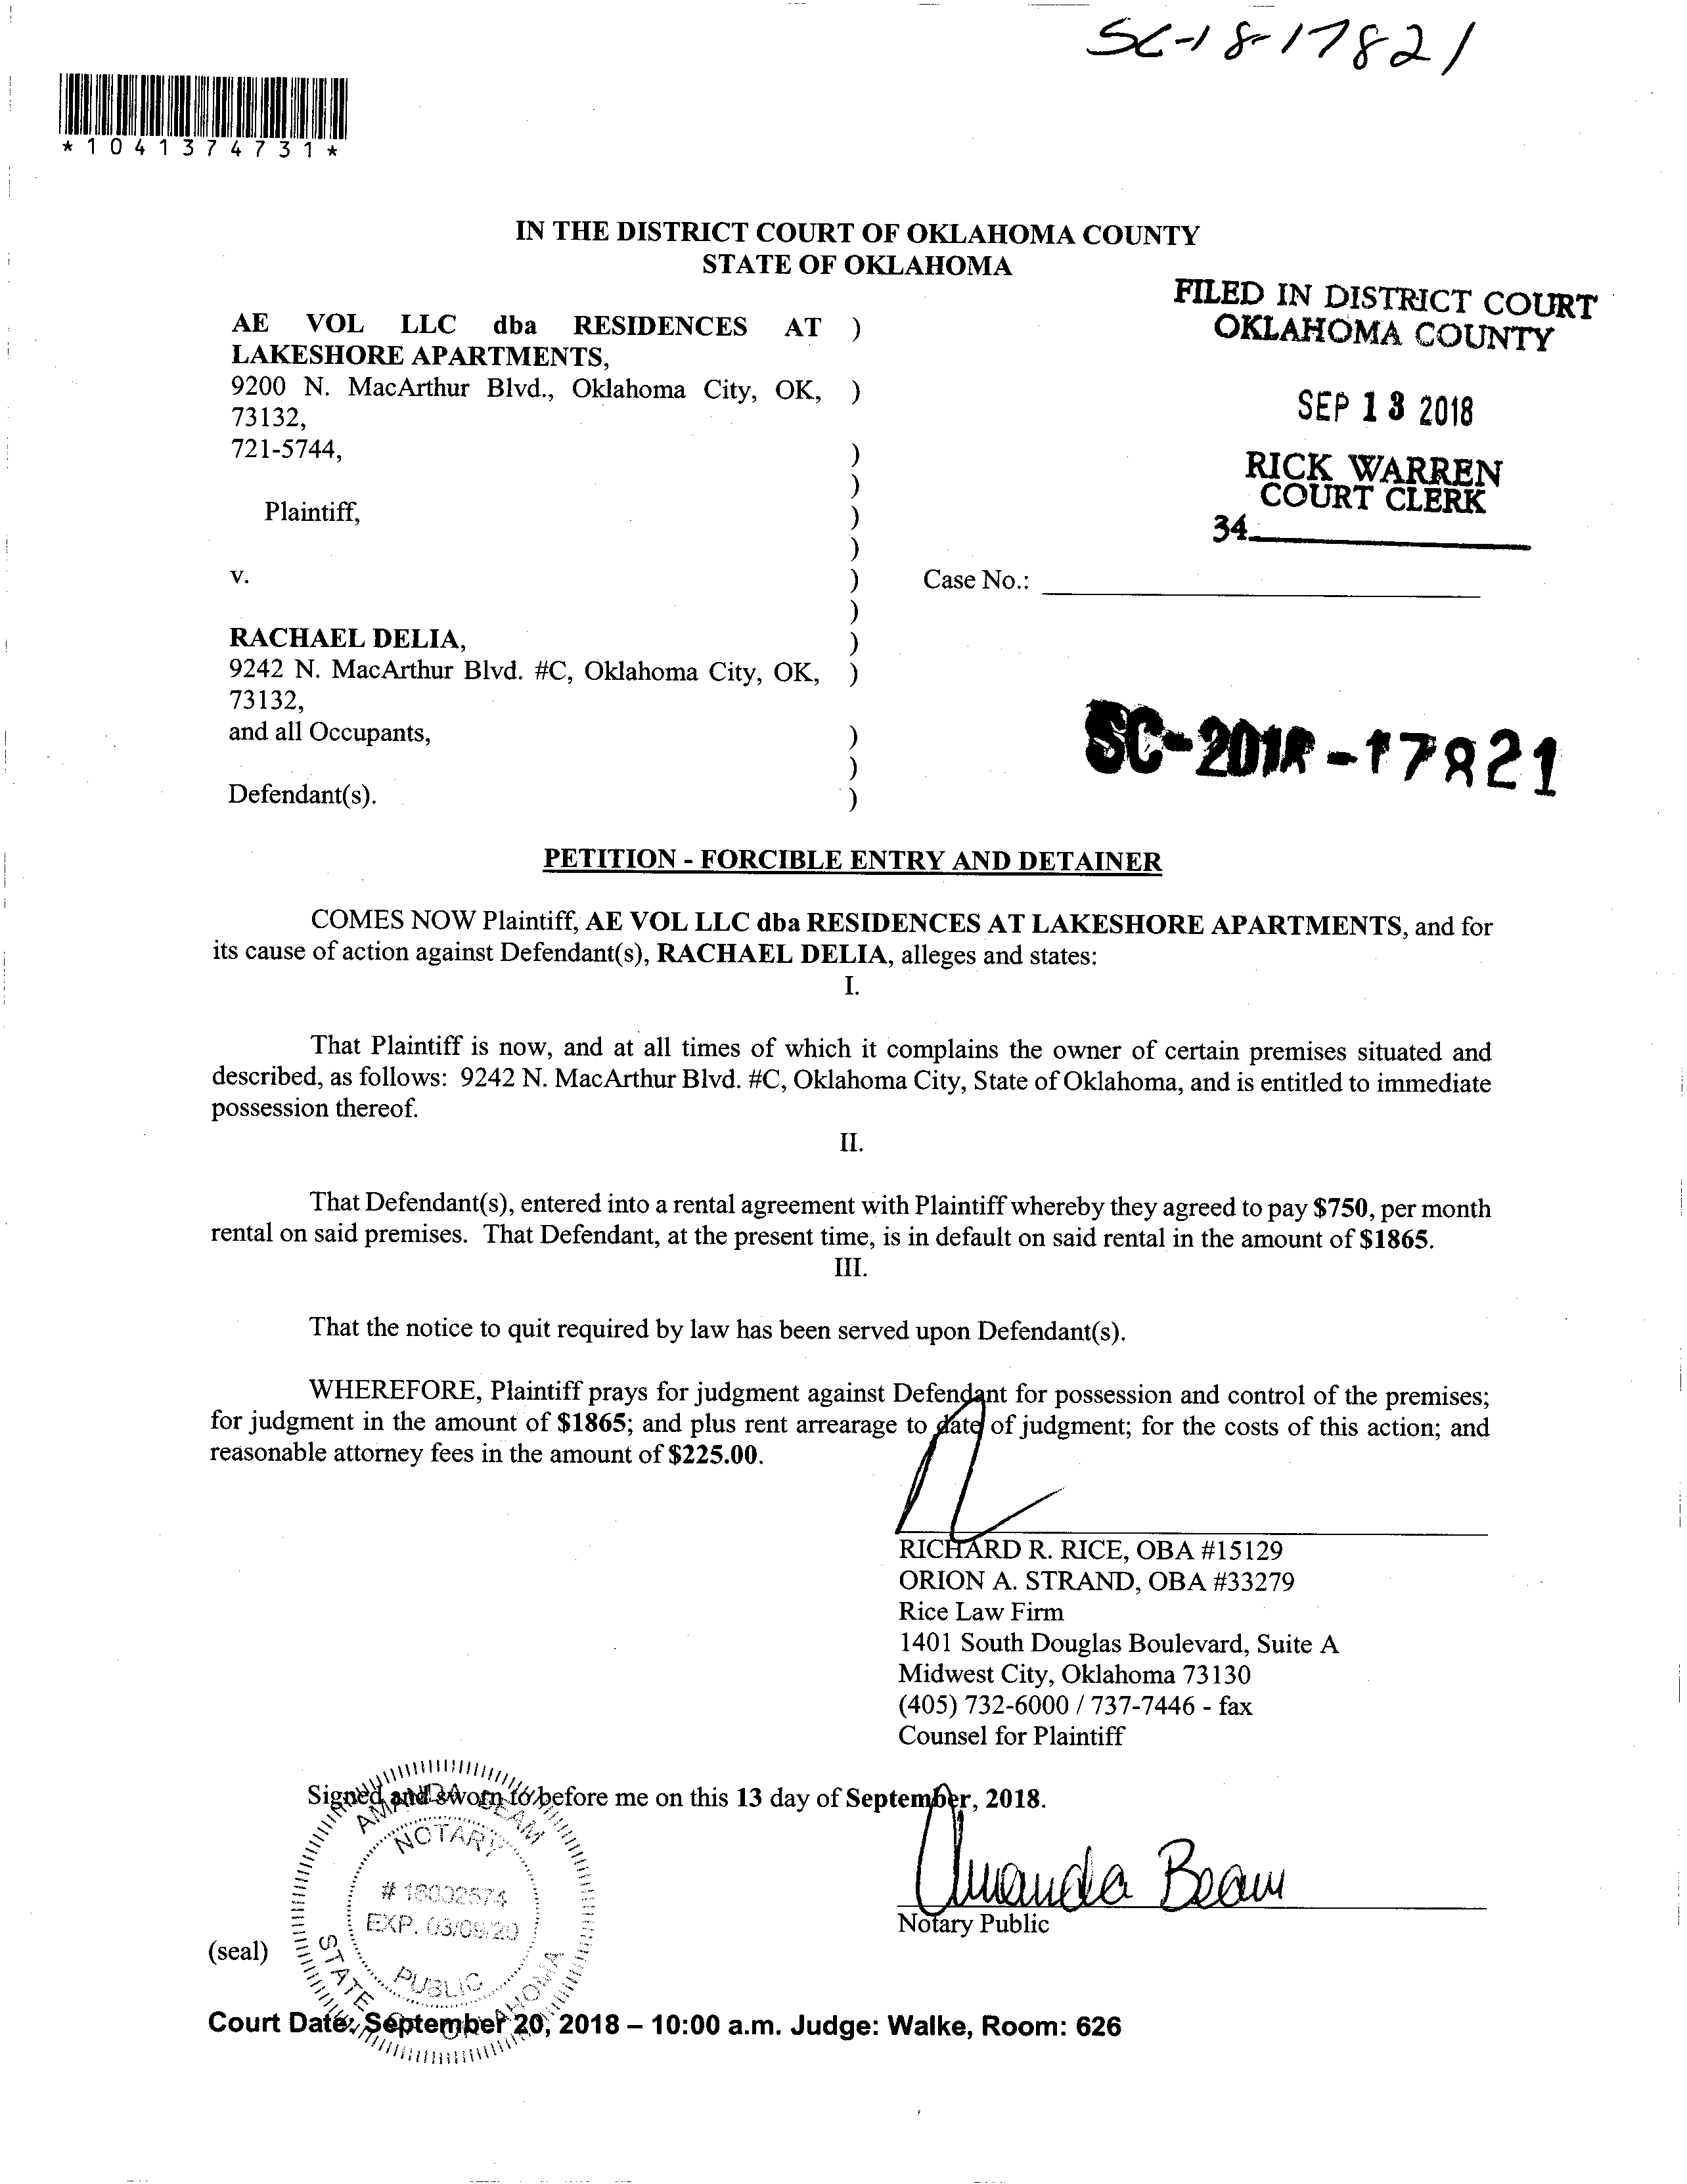 SC-18-17821
*1041374731*
IN THE DISTRICT COURT OF OKLAHOMA COUNTY
STATE OF OKLAHOMA
FILED IN DISTRICT COURT
OKLAHOMA COUNTY
SEP 13 2018
RICK WARREN
COURT CLERK
34
AE VOL LLC dba RESIDENCES AT )
LAKESHORE APARTMENTS,
9200 N. MacArthur Blvd., Oklahoma City, OK, )
73132,
721-5744, )
)
Plaintiff, )
)
v. ) Case No.:
)
RACHAEL DELIA, )
9242 N. MacArthur Blvd. #C, Oklahoma City, OK, )
73132,
and all Occupants, )
)
Defendant(s). )
SC-2018-17821
PETITION - FORCIBLE ENTRY AND DETAINER
COMES NOW Plaintiff, AE VOL LLC dba RESIDENCES AT LAKESHORE APARTMENTS, and for
its cause of action against Defendant(s), RACHAEL DELIA, alleges and states:
I.
That Plaintiff is now, and at all times of which it complains the owner of certain premises situated and
described, as follows: 9242 N. MacArthur Blvd. #C, Oklahoma City, State of Oklahoma, and is entitled to immediate
possession thereof.
II.
That Defendant(s), entered into a rental agreement with Plaintiff whereby they agreed to pay $750, per month
rental on said premises. That Defendant, at the present time, is in default on said rental in the amount of $1865.
III.
That the notice to quit required by law has been served upon Defendant(s).
WHEREFORE, Plaintiff prays for judgment against Defendant for possession and control of the premises;
for judgment in the amount of $1865; and plus rent arrearage to date of judgment; for the costs of this action; and
reasonable attorney fees in the amount of $225.00.
RICHARD R. RICE, OBA #15129
ORION A. STRAND, OBA #33279
Rice Law Firm
1401 South Douglas Boulevard, Suite A
Midwest City, Oklahoma 73130
(405) 732-6000 / 737-7446 - fax
Counsel for Plaintiff
Signed and sworn to before me on this 13 day of September, 2018.
AMANDA BEAM
NOTARY
# 16002574
EXP. 03/09/20
PUBLIC
STATE OF OKLAHOMA
Amanda Beam
Notary Public
(seal)
Court Date: September 20, 2018 – 10:00 a.m. Judge: Walke, Room: 626